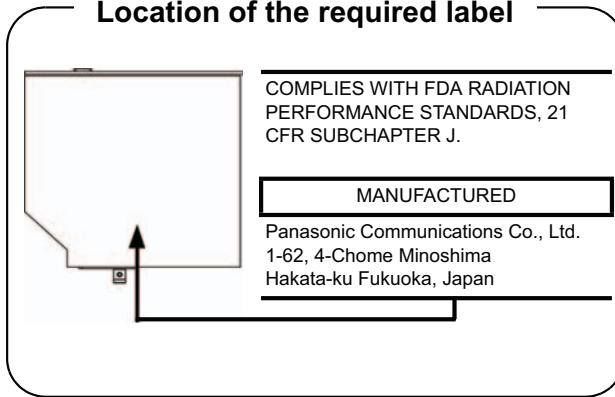 Location of the required label
COMPLIES WITH FDA RADIATION
PERFORMANCE STANDARDS, 21
CFR SUBCHAPTER J.
MANUFACTURED
Panasonic Communications Co., Ltd.
1-62, 4-Chome Minoshima
Hakata-ku Fukuoka, Japan